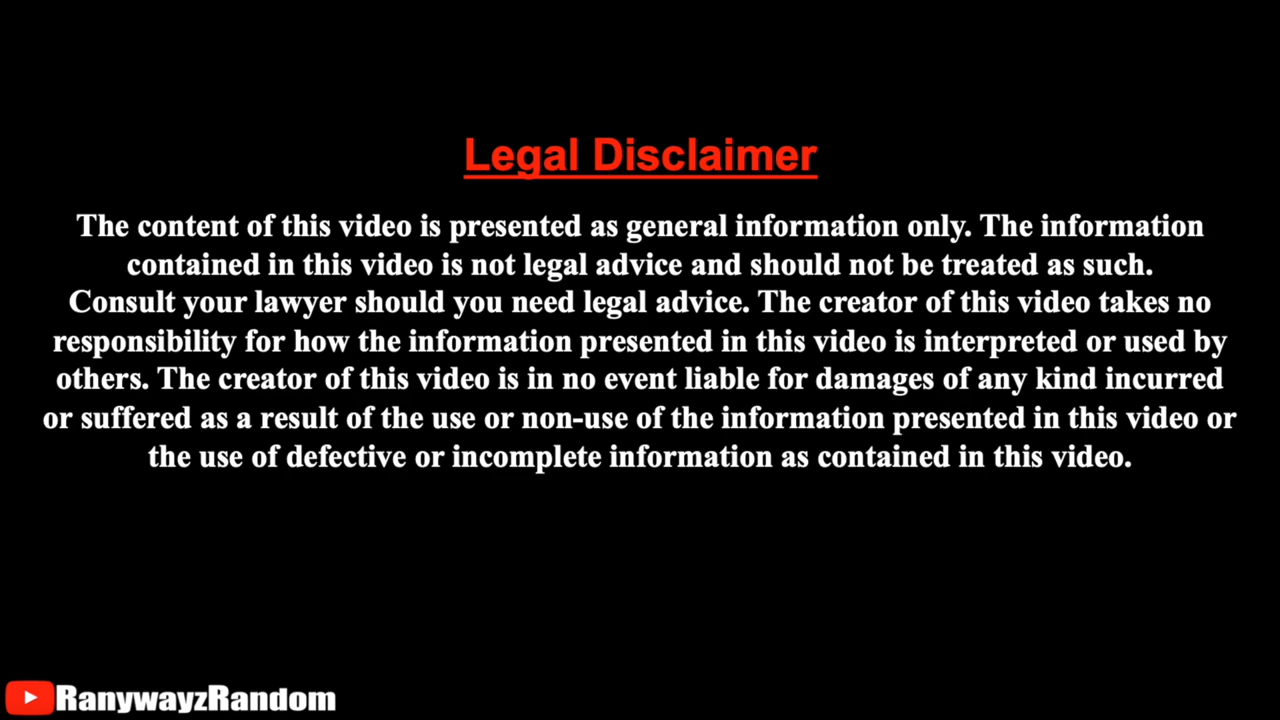 Legal Disclaimer
The content of this video is presented as general information only. The information
contained in this video is not legal advice and should not be treated as such.
Consult your lawyer should you need legal advice. The creator of this video takes no
responsibility for how the information presented in this video is interpreted or used by
others. The creator of this video is in no event liable for damages of any kind incurred
or suffered as a result of the use or non-use of the information presented in this video or
the use of defective or incomplete information as contained in this video.
RanywayzRandom